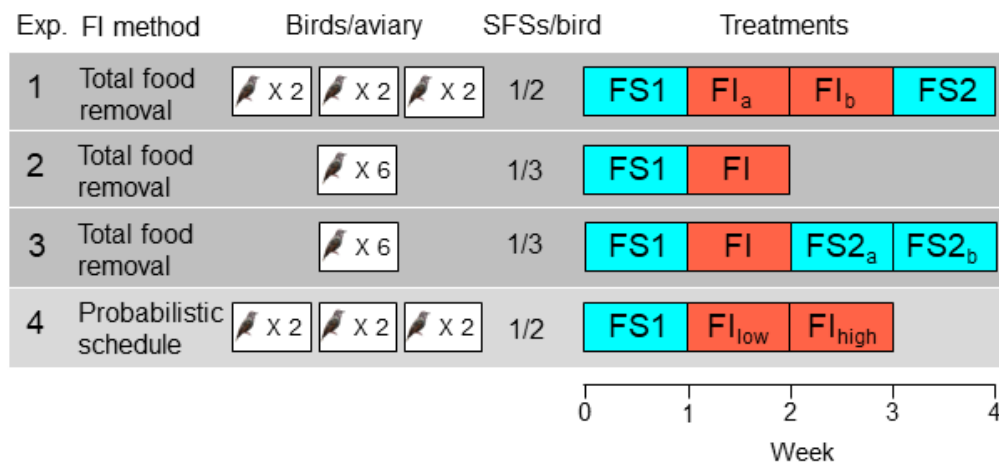 Exp. FI method Birds/aviary SFSs/bird Treatments
1 Total food removal X 2 X 2 X 2 1/2 FS1 FIa FIb FS2
2 Total food removal X 6 1/3 FS1 FI
3 Total food removal X 6 1/3 FS1 FI FS2a FS2b
4 Probabilistic schedule X 2 X 2 X 2 1/2 FS1 FIlow FIhigh
0 1 2 3 4
Week